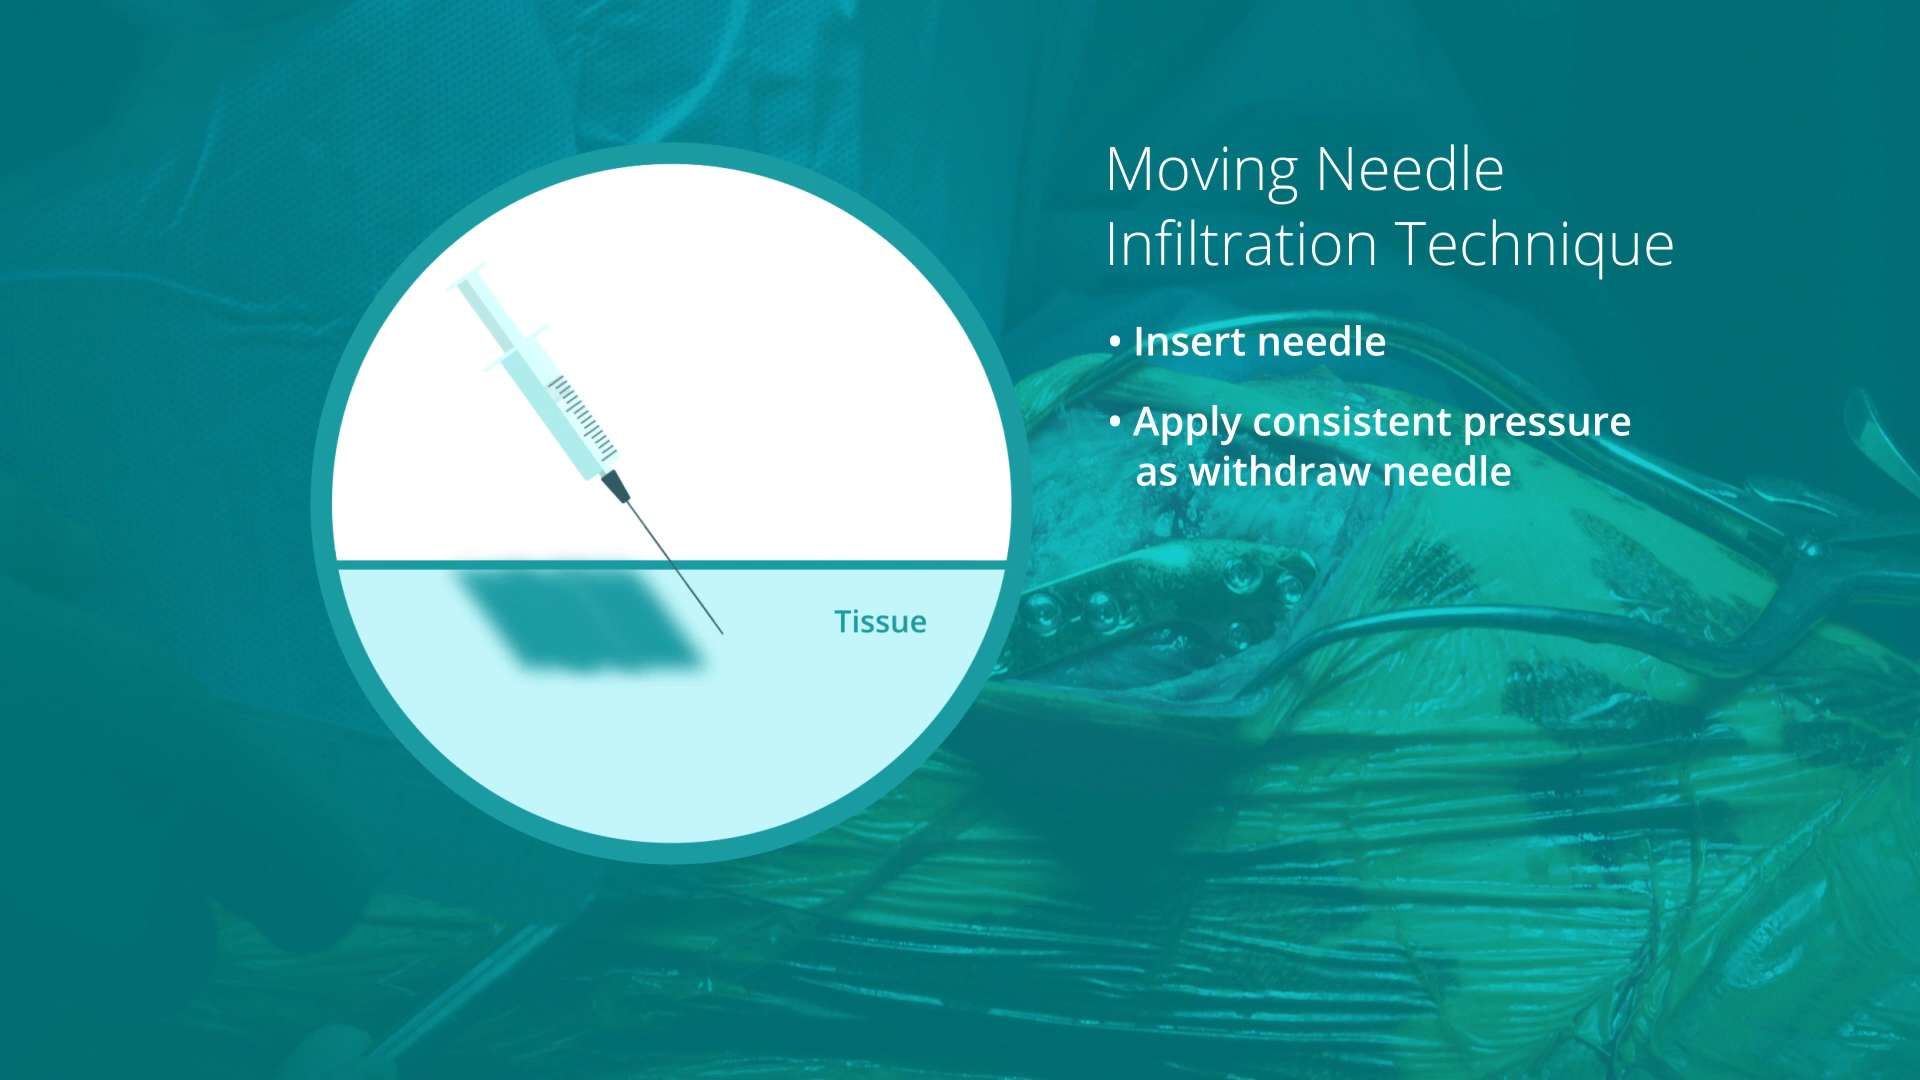 Moving Needle
Infiltration Technique
• Insert needle
• Apply consistent pressure
as withdraw needle
Tissue